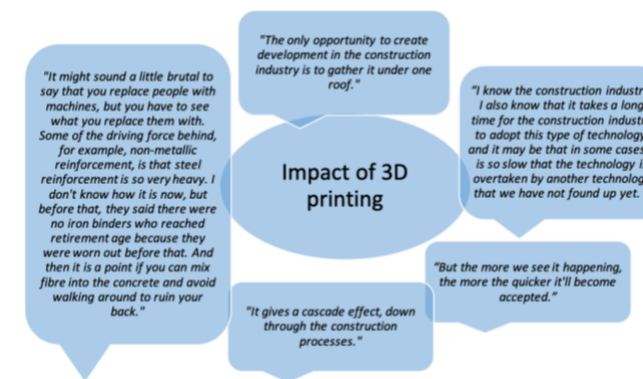 "It might sound a little brutal to
say that you replace people with
machines, but you have to see
what you replace them with.
Some of the driving force behind,
for example, non-metallic
reinforcement, is that steel
reinforcement is so very heavy. I
don't know how it is now, but
before that, they said there were
no iron binders who reached
retirement age because they
were worn out before that. And
then it is a point if you can mix
fibre into the concrete and avoid
walking around to ruin your
back."
"The only opportunity to create
development in the construction
industry is to gather it under one
roof."
Impact of 3D
printing
"I know the construction
I also know that it takes a long
time for the construction
to adopt this type of technology
and it may be that in some cases
is so slow that the technology
overtaken by another
that we have not found up yet.
"But the more we see it happening,
the more the quicker it'll become
accepted."
"It gives a cascade effect, down
through the construction
processes."